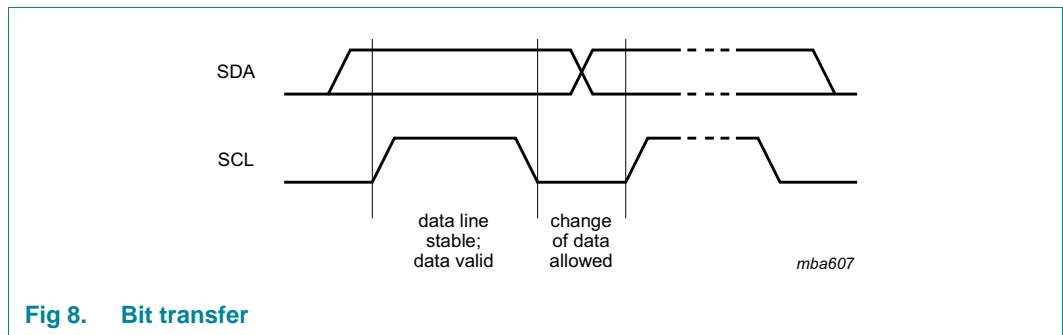 SDA
SCL
data line
stable;
data valid
change
of data
allowed
mba607
Fig 8. Bit transfer